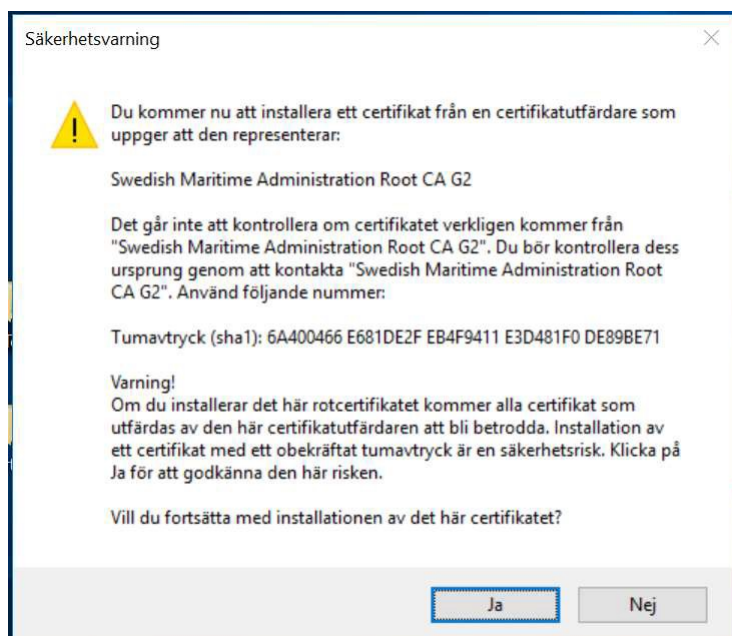 Säkerhetsvarning
Du kommer nu att installera ett certifikat från en certifikatutfärdare som
uppger att den representerar:
Swedish Maritime Administration Root CA G2
Det går inte att kontrollera om certifikatet verkligen kommer från
"Swedish Maritime Administration Root CA G2". Du bör kontrollera dess
ursprung genom att kontakta "Swedish Maritime Administration Root
CA G2". Använd följande nummer:
Tumavtryck (sha1): 6A400466 E681DE2F EB4F9411 E3D481F0 DE89BE71
Varning!
Om du installerar det här rotcertifikatet kommer alla certifikat som
utfärdas av den här certifikatutfärdaren att bli betrodda. Installation av
ett certifikat med ett obekräftat tumavtryck är en säkerhetsrisk. Klicka på
Ja för att godkänna den här risken.
Vill du fortsätta med installationen av det här certifikatet?
Ja
Nej